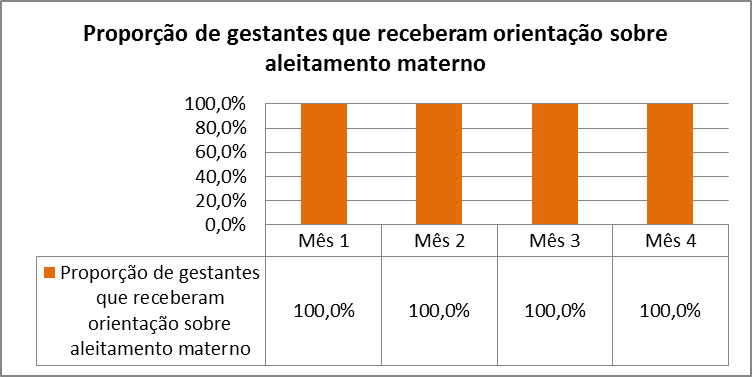 Proporção de gestantes que receberam orientação sobre
aleitamento materno
100,0%
80,0%
60,0%
40,0%
20,0%
0,0%
Mês 1 Mês 2 Mês 3 Mês 4
Proporção de gestantes
que receberam
orientação sobre
aleitamento materno
100,0% 100,0% 100,0% 100,0%